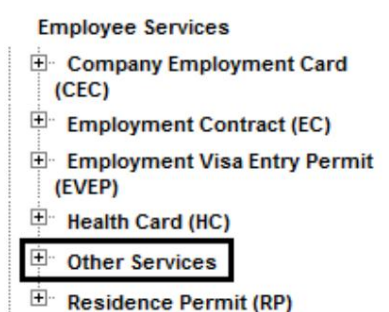 Employee Services
Company Employment Card
(CEC)
Employment Contract (EC)
Employment Visa Entry Permit
(EVEP)
Health Card (HC)
Other Services
Residence Permit (RP)